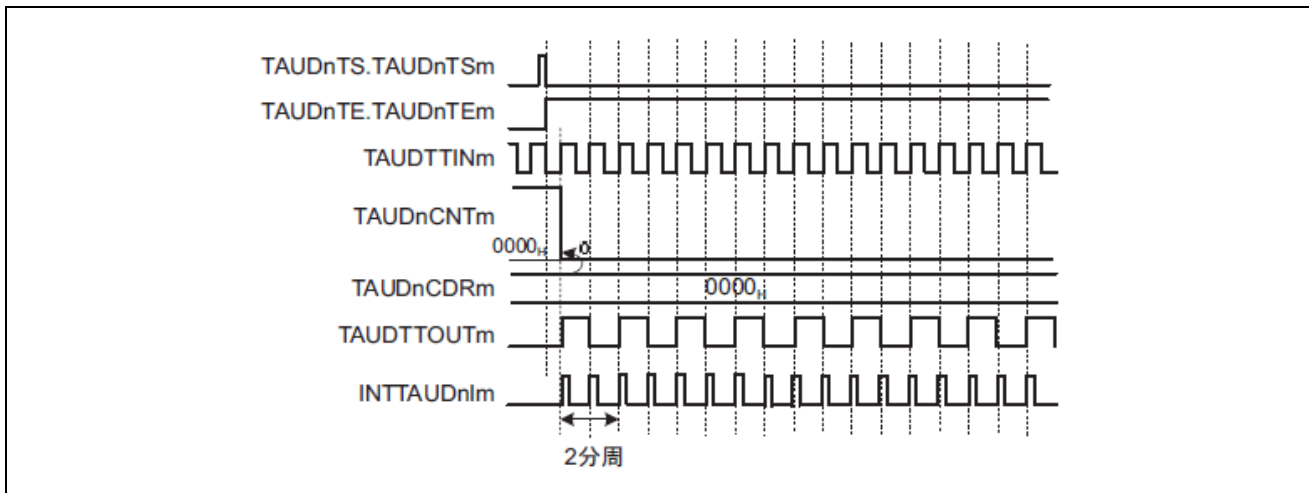 TAUDnTS.TAUDnTSm
TAUDnTE.TAUDnTEm
TAUDTTINm
TAUDnCNTm
0000H 0
TAUDnCDRm 0000H
TAUDTTOUTm
INTTAUDnIm
2分周